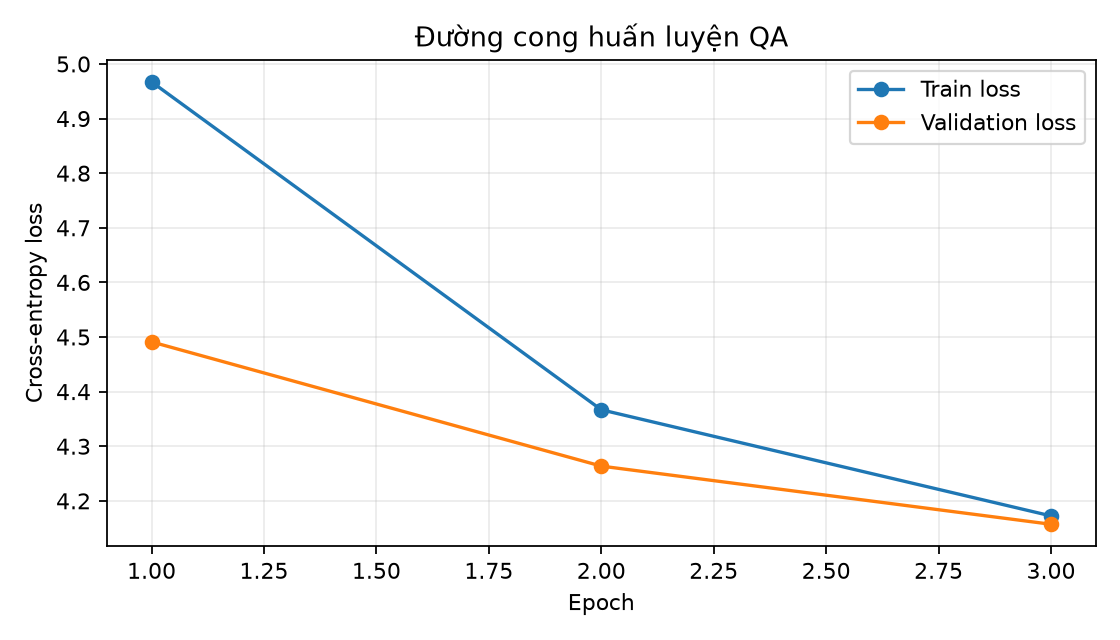 Đường cong huấn luyện QA
Train loss
Validation loss
Cross-entropy loss
5.0
4.9
4.8
4.7
4.6
4.5
4.4
4.3
4.2
1.00 1.25 1.50 1.75 2.00 2.25 2.50 2.75 3.00
Epoch